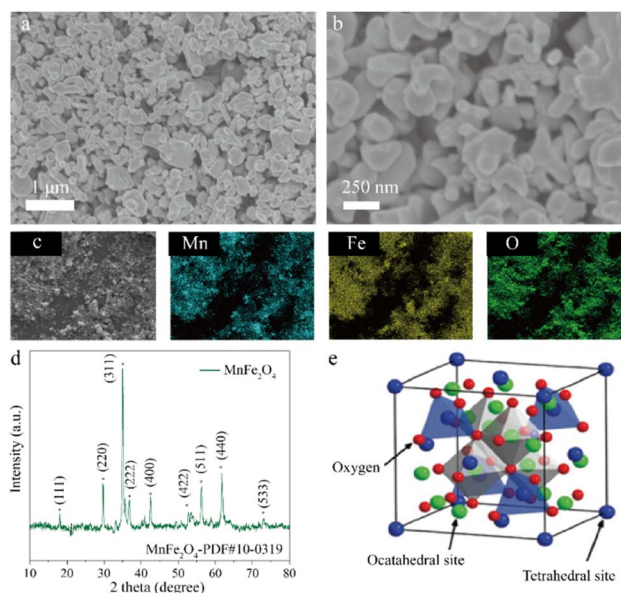 a
1 μm
b
250 nm
c
Mn
Fe
O
d
MnFe₂O₄
(111)
(220)
(311)
(222)
(400)
(422)
(511)
(440)
(533)
Intensity (a.u.)
MnFe₂O₄-PDF#10-0319
10 20 30 40 50 60 70 80
2 theta (degree)
e
Oxygen
Ocatahedral site
Tetrahedral site